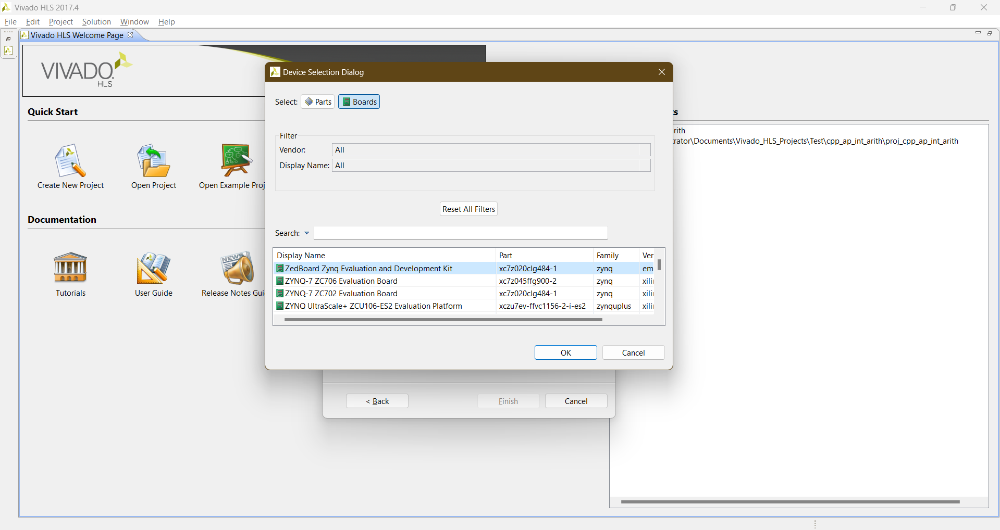 Vivado HLS 2017.4
File Edit Project Solution Window Help
Vivado HLS Welcome Page
VIVADO.
HLS
Quick Start
Create New Project
Open Project
Open Example Proj
Documentation
Tutorials
User Guide
Release Notes Gui
Device Selection Dialog
Select: Parts Boards
Filter
Vendor: All
Display Name: All
Reset All Filters
Search:
Display Name Part Family Ver
ZedBoard Zynq Evaluation and Development Kit xc7z020clg484-1 zynq em
ZYNQ-7 ZC706 Evaluation Board xc7z045ffg900-2 zynq xili
ZYNQ-7 ZC702 Evaluation Board xc7z020clg484-1 zynq xili
ZYNQ UltraScale+ ZCU106-ES2 Evaluation Platform xczu7ev-ffvc1156-2-i-es2 zynquplus xili
OK Cancel
< Back Finish Cancel
ts
rith
rator\Documents\Vivado_HLS_Projects\Test\cpp_ap_int_arith\proj_cpp_ap_int_arith